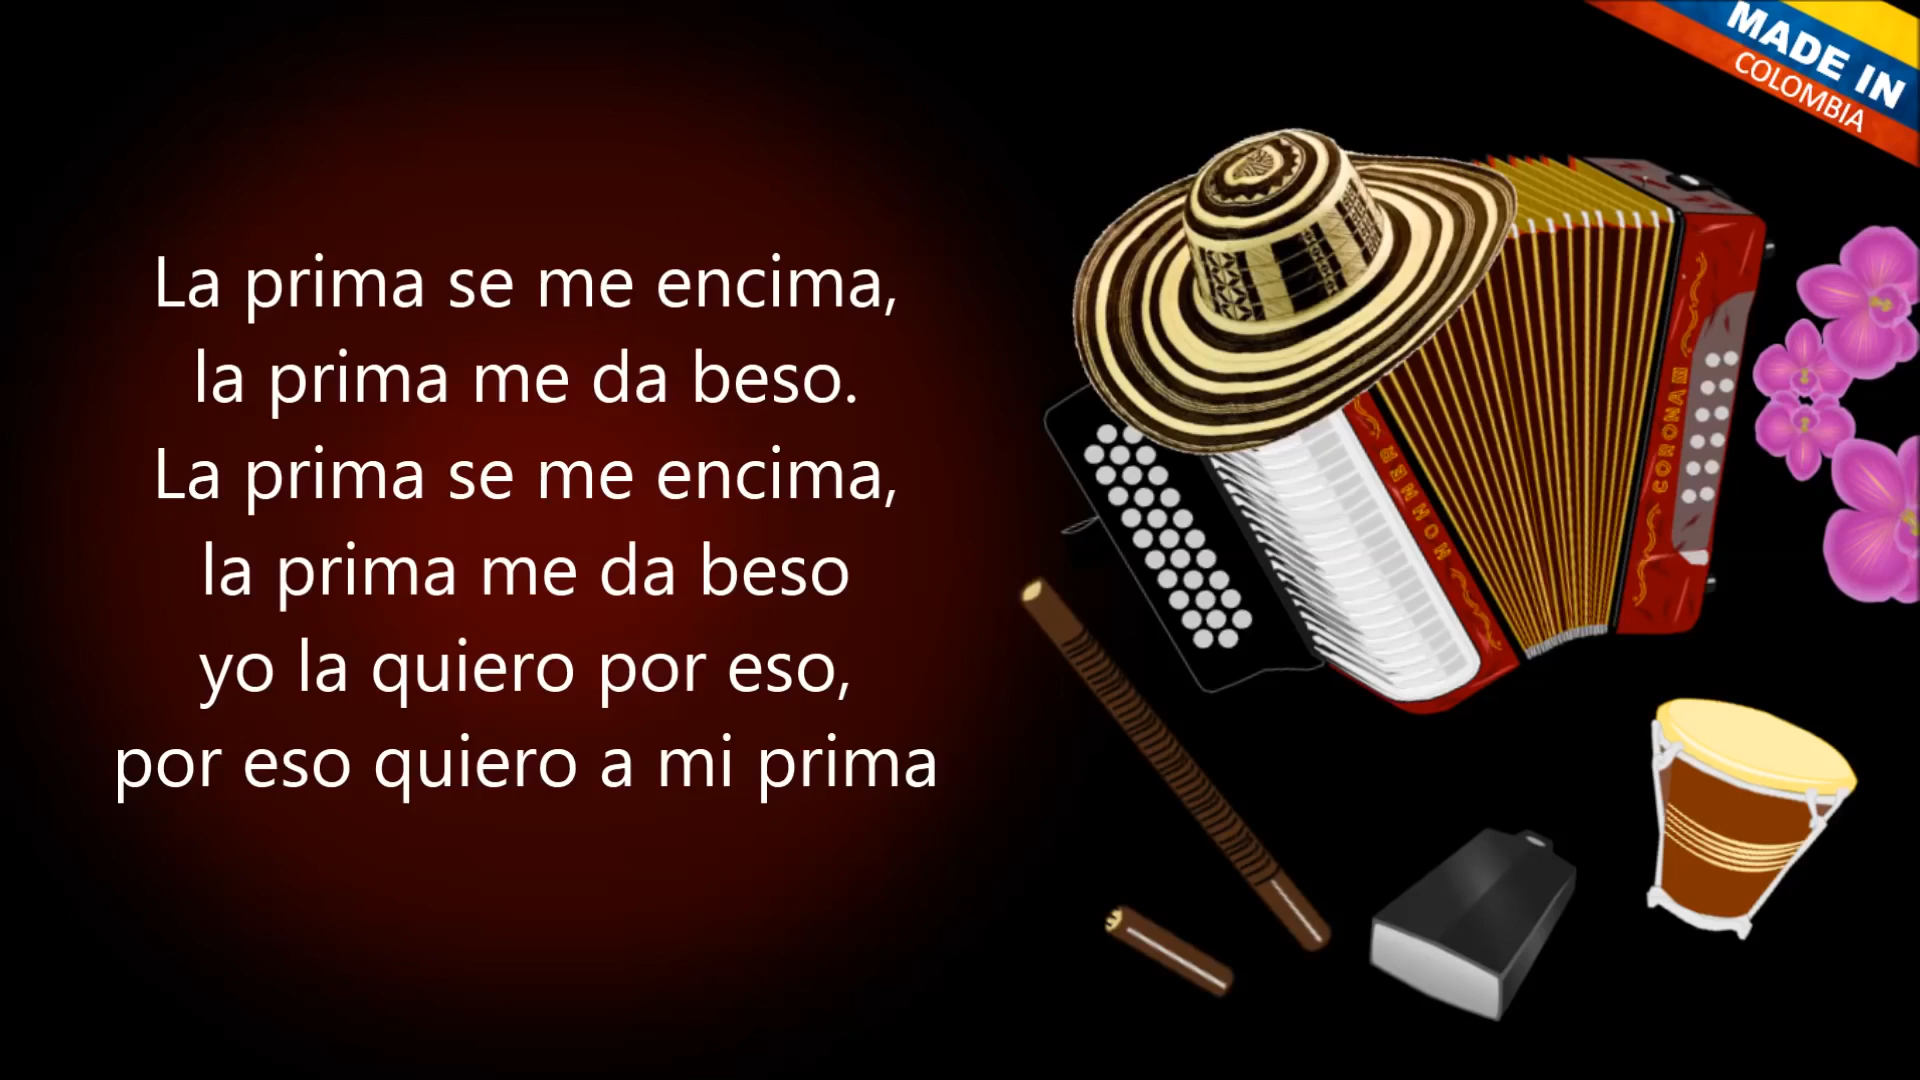 MADE IN
COLOMBIA
La prima se me encima,
la prima me da beso.
La prima se me encima,
la prima me da beso
yo la quiero por eso,
por eso quiero a mi prima
HOHNER
CORONA III